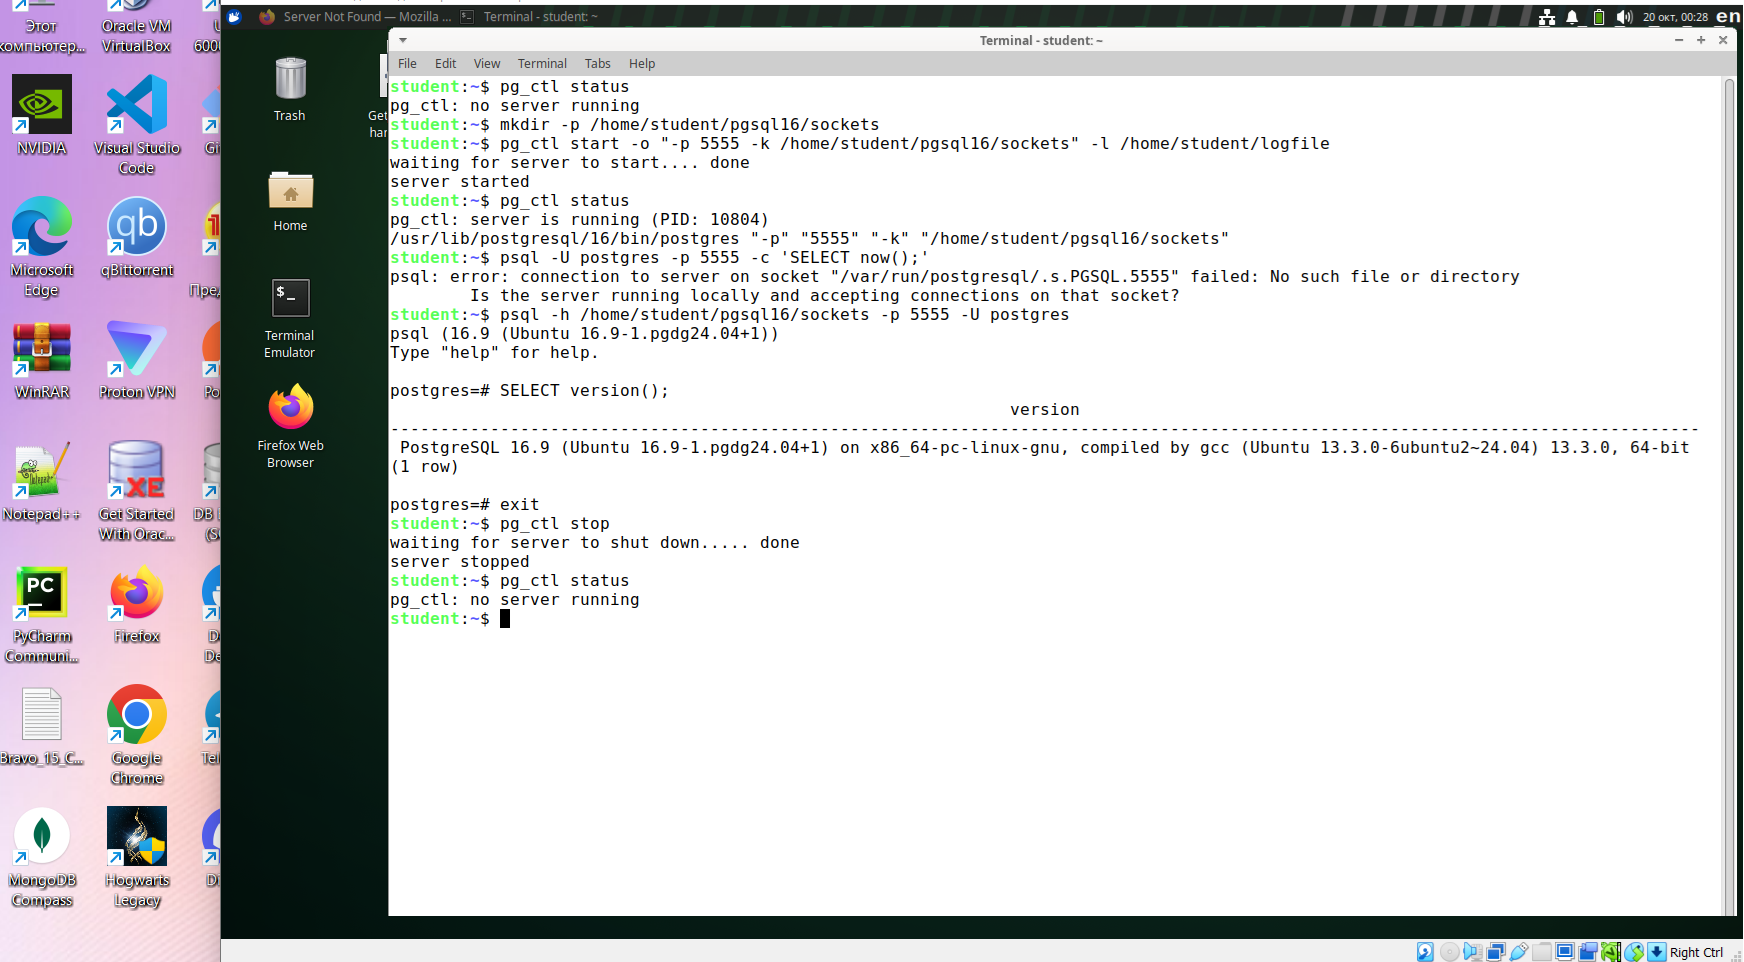 Этот
компьютер...
Oracle VM
VirtualBox
NVIDIA
Visual Studio
Code
Microsoft
Edge
qBittorrent
WinRAR
Proton VPN
Notepad++
Get Started
With Orac...
PyCharm
Communi...
Firefox
Bravo_15_C...
Google
Chrome
MongoDB
Compass
Hogwarts
Legacy
Server Not Found — Mozilla ...
Terminal - student: ~
20 окт, 00:28
en
Trash
Home
Terminal
Emulator
Firefox Web
Browser
Terminal - student: ~
File Edit View Terminal Tabs Help
student:~$ pg_ctl status
pg_ctl: no server running
student:~$ mkdir -p /home/student/pgsql16/sockets
student:~$ pg_ctl start -o "-p 5555 -k /home/student/pgsql16/sockets" -l /home/student/logfile
waiting for server to start.... done
server started
student:~$ pg_ctl status
pg_ctl: server is running (PID: 10804)
/usr/lib/postgresql/16/bin/postgres "-p" "5555" "-k" "/home/student/pgsql16/sockets"
student:~$ psql -U postgres -p 5555 -c 'SELECT now();'
psql: error: connection to server on socket "/var/run/postgresql/.s.PGSQL.5555" failed: No such file or directory
Is the server running locally and accepting connections on that socket?
student:~$ psql -h /home/student/pgsql16/sockets -p 5555 -U postgres
psql (16.9 (Ubuntu 16.9-1.pgdg24.04+1))
Type "help" for help.
postgres=# SELECT version();
version
-----------------------------------------------------------------------------------------------------------------------------------
PostgreSQL 16.9 (Ubuntu 16.9-1.pgdg24.04+1) on x86_64-pc-linux-gnu, compiled by gcc (Ubuntu 13.3.0-6ubuntu2~24.04) 13.3.0, 64-bit
(1 row)
postgres=# exit
student:~$ pg_ctl stop
waiting for server to shut down..... done
server stopped
student:~$ pg_ctl status
pg_ctl: no server running
student:~$
Right Ctrl